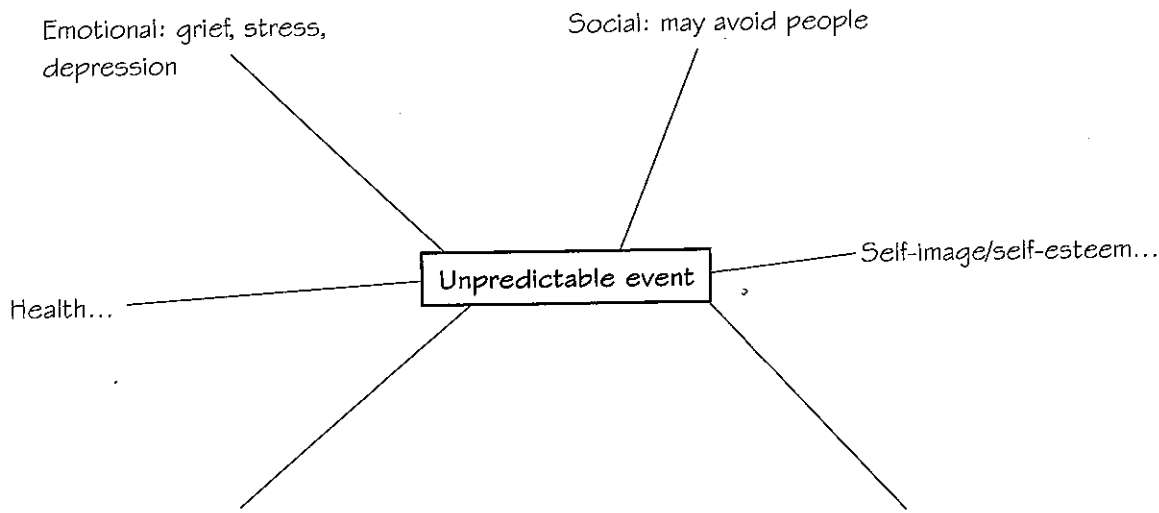 Emotional: grief, stress,
depression
Social: may avoid people
Unpredictable event
Self-image/self-esteem...
Health...